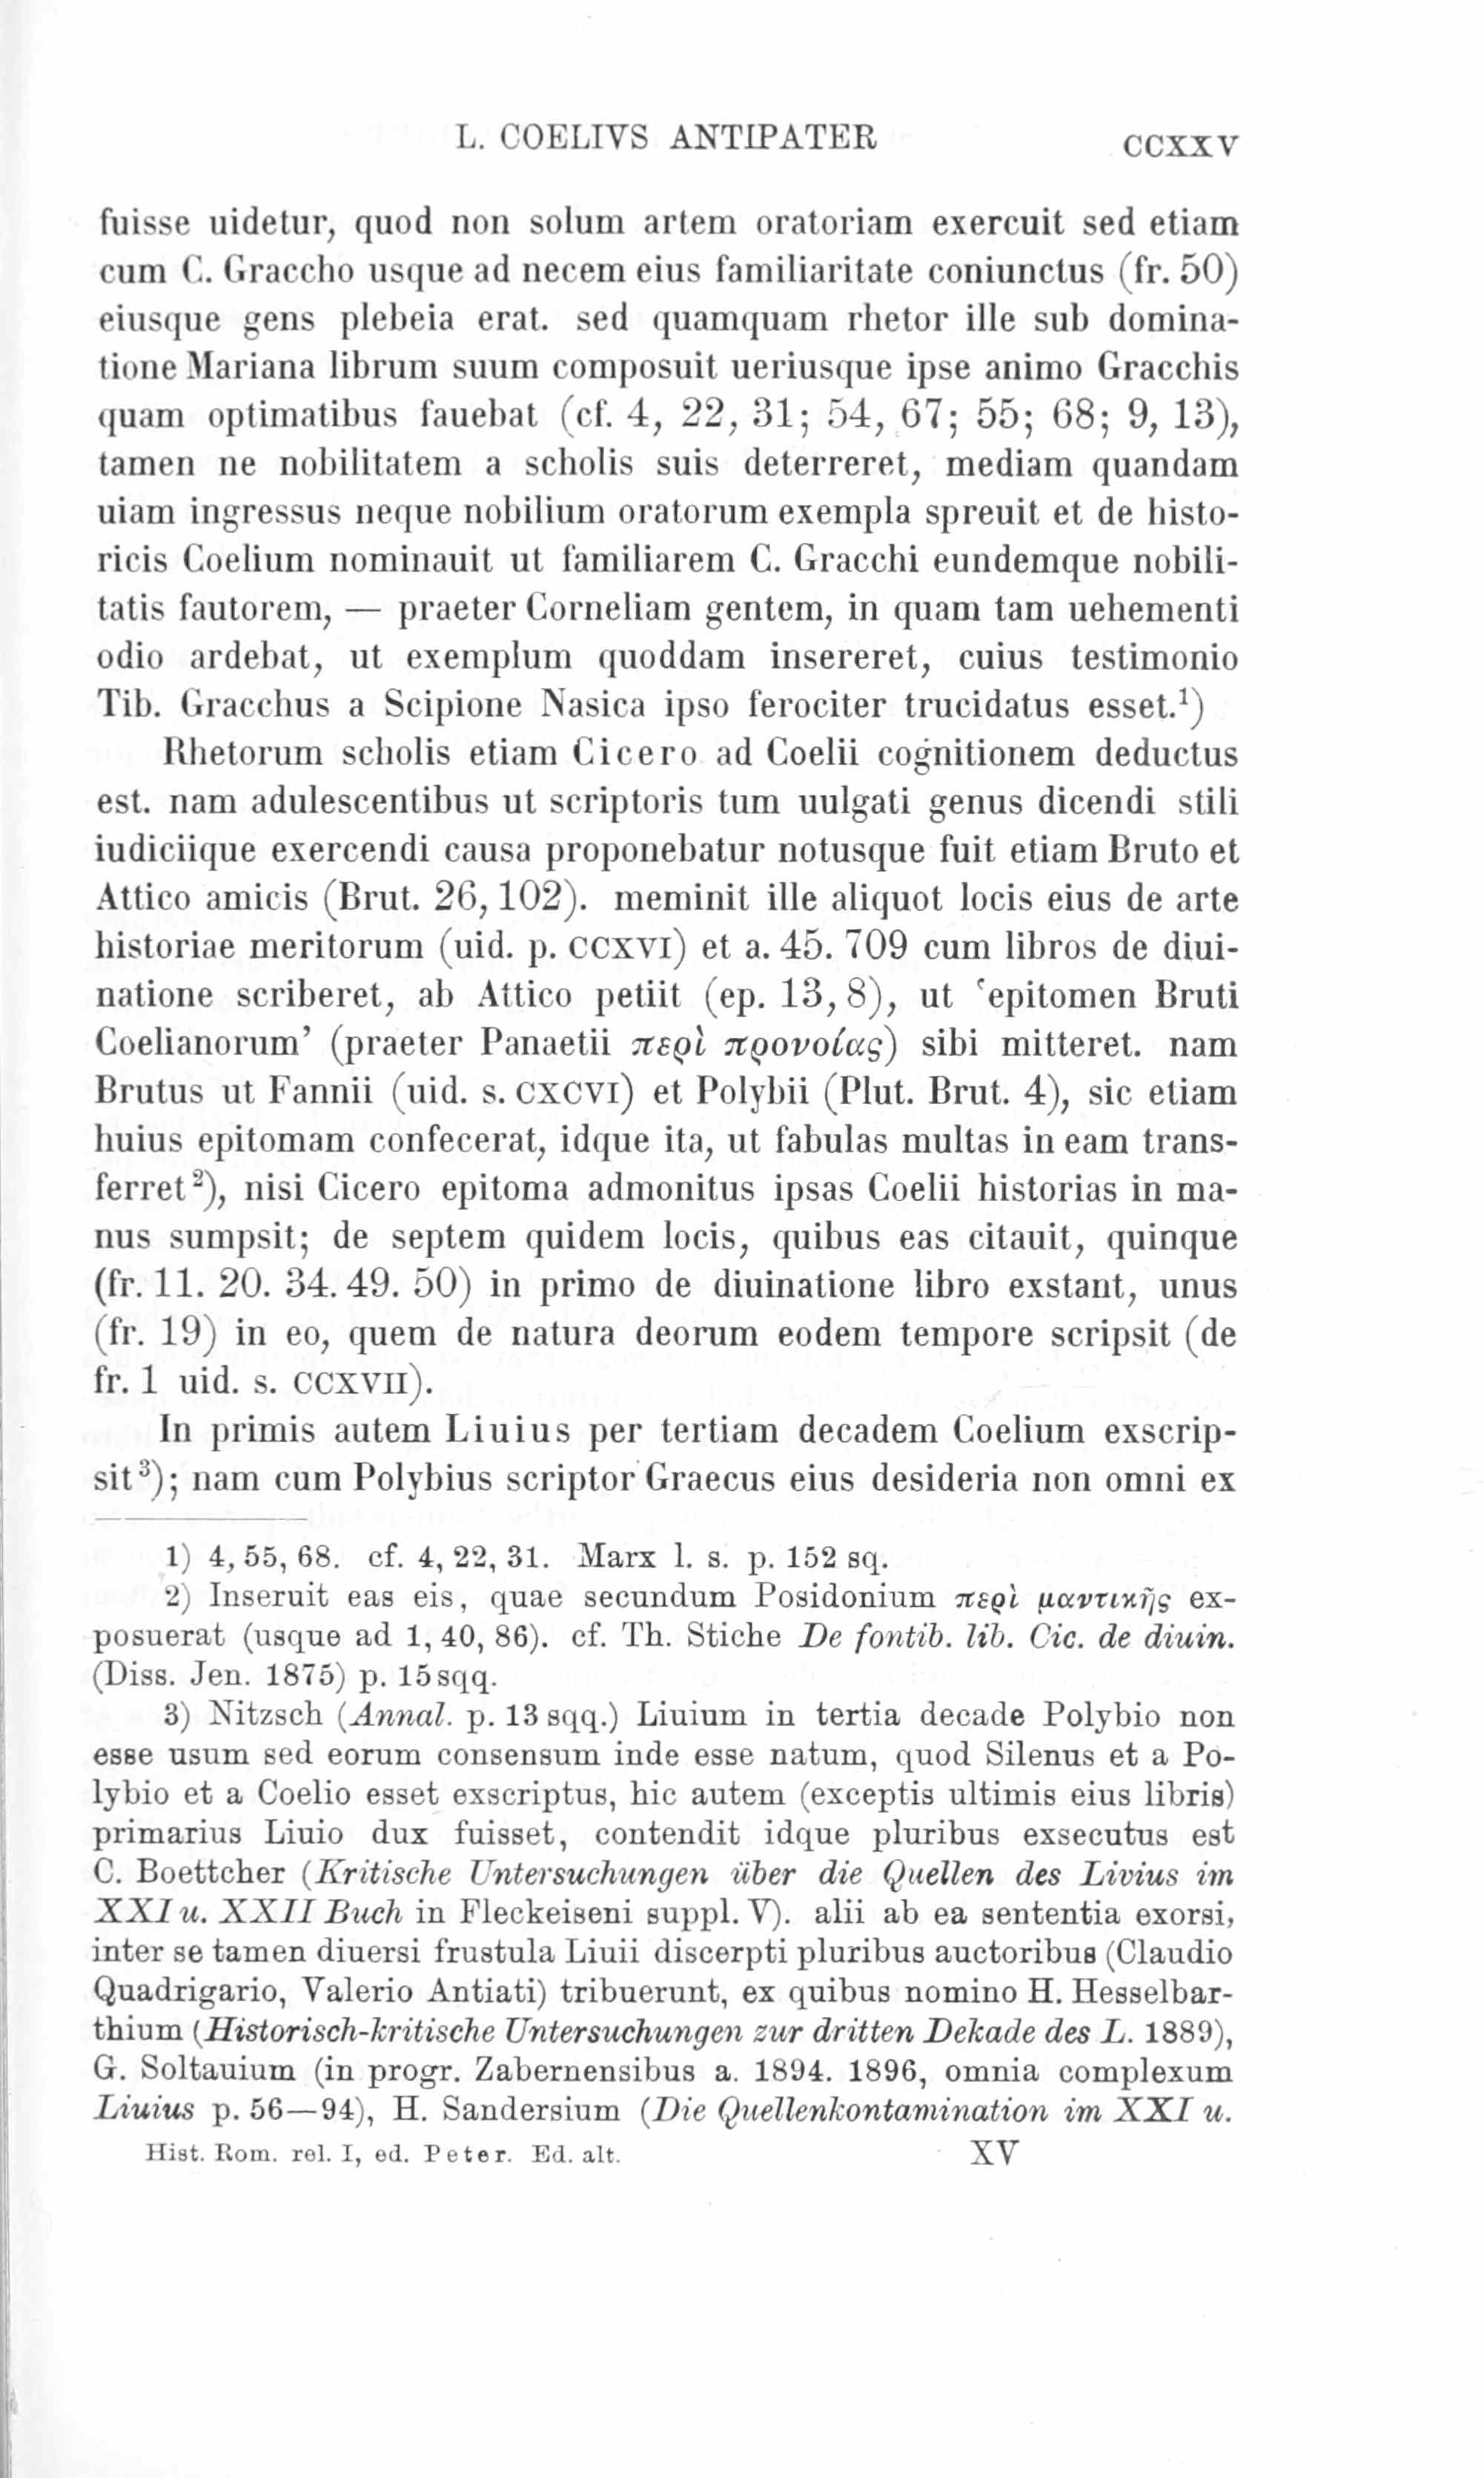 L. COELIVS ANTIPATER CCXXV
fuisse uidetur, quod non solum artem oratoriam exercuit sed etiam
cum C. Graccho usque ad necem eius familiaritate coniunctus (fr. 50)
eiusque gens plebeia erat. sed quamquam rhetor ille sub domina-
tione Mariana librum suum composuit ueriusque ipse animo Gracchis
quam optimatibus fauebat (cf. 4, 22, 31; 54, 67; 55; 68; 9, 13),
tamen ne nobilitatem a scholis suis deterreret, mediam quandam
uiam ingressus neque nobilium oratorum exempla spreuit et de histo-
ricis Coelium nominauit ut familiarem C. Gracchi eundemque nobili-
tatis fautorem, — praeter Corneliam gentem, in quam tam uehementi
odio ardebat, ut exemplum quoddam insereret, cuius testimonio
Tib. Gracchus a Scipione Nasica ipso ferociter trucidatus esset.¹)
Rhetorum scholis etiam Cicero ad Coelii cognitionem deductus
est. nam adulescentibus ut scriptoris tum uulgati genus dicendi stili
iudiciique exercendi causa proponebatur notusque fuit etiam Bruto et
Attico amicis (Brut. 26, 102). meminit ille aliquot locis eius de arte
historiae meritorum (uid. p. CCXVI) et a. 45. 709 cum libros de diui-
natione scriberet, ab Attico petiit (ep. 13, 8), ut ‘epitomen Bruti
Coelianorum’ (praeter Panaetii περὶ προνοίας) sibi mitteret. nam
Brutus ut Fannii (uid. s. CXCVI) et Polybii (Plut. Brut. 4), sic etiam
huius epitomam confecerat, idque ita, ut fabulas multas in eam trans-
ferret²), nisi Cicero epitoma admonitus ipsas Coelii historias in ma-
nus sumpsit; de septem quidem locis, quibus eas citauit, quinque
(fr. 11. 20. 34. 49. 50) in primo de diuinatione libro exstant, unus
(fr. 19) in eo, quem de natura deorum eodem tempore scripsit (de
fr. 1 uid. s. CCXVII).
In primis autem Liuius per tertiam decadem Coelium exscrip-
sit³); nam cum Polybius scriptor Graecus eius desideria non omni ex
1) 4, 55, 68. cf. 4, 22, 31. Marx l. s. p. 152 sq.
2) Inseruit eas eis, quae secundum Posidonium περὶ μαντικῆς ex-
posuerat (usque ad 1, 40, 86). cf. Th. Stiche De fontib. lib. Cic. de diuin.
(Diss. Jen. 1875) p. 15 sqq.
3) Nitzsch (Annal. p. 13 sqq.) Liuium in tertia decade Polybio non
esse usum sed eorum consensum inde esse natum, quod Silenus et a Po-
lybio et a Coelio esset exscriptus, hic autem (exceptis ultimis eius libris)
primarius Liuio dux fuisset, contendit idque pluribus exsecutus est
C. Boettcher (Kritische Untersuchungen über die Quellen des Livius im
XXI u. XXII Buch in Fleckeiseni suppl. V). alii ab ea sententia exorsi,
inter se tamen diuersi frustula Liuii discerpti pluribus auctoribus (Claudio
Quadrigario, Valerio Antiati) tribuerunt, ex quibus nomino H. Hesselbar-
thium (Historisch-kritische Untersuchungen zur dritten Dekade des L. 1889),
G. Soltauium (in progr. Zabernensibus a. 1894. 1896, omnia complexum
Liuius p. 56—94), H. Sandersium (Die Quellenkontamination im XXI u.
Hist. Rom. rel. I, ed. Peter. Ed. alt. XV